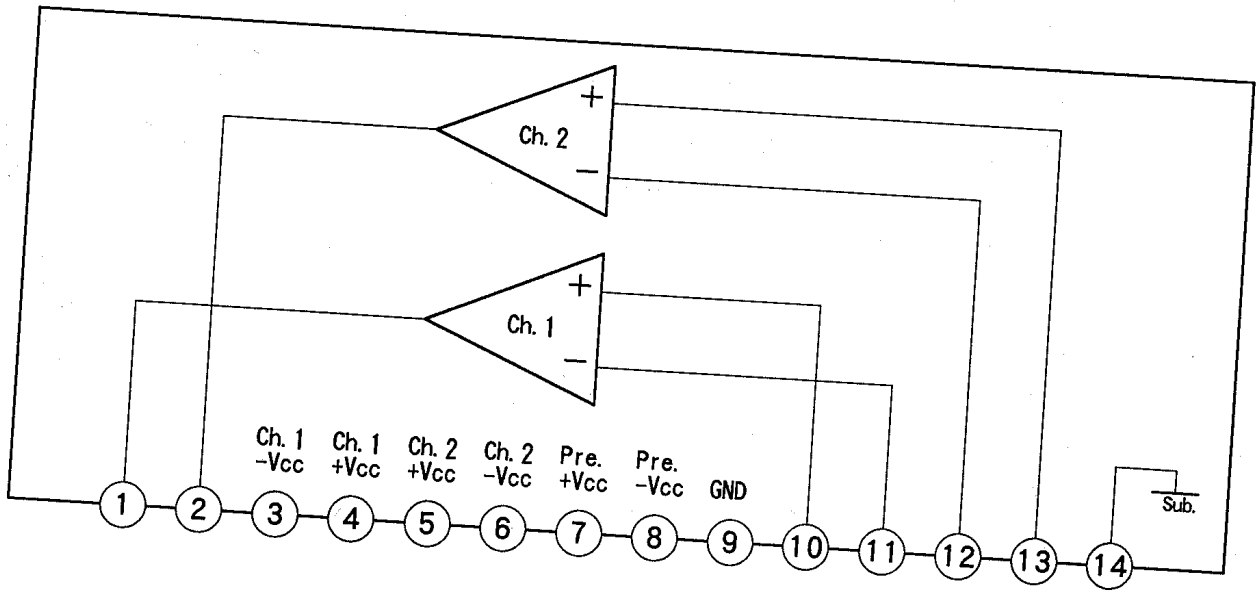 +
Ch. 2
−
+
Ch. 1
−
Ch. 1 Ch. 1 Ch. 2 Ch. 2 Pre. Pre.
-Vcc +Vcc +Vcc -Vcc +Vcc -Vcc GND
Sub.
1 2 3 4 5 6 7 8 9 10 11 12 13 14